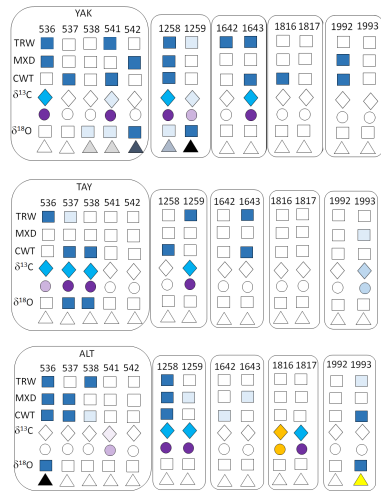 YAK
536 537 538 541 542 1258 1259 1642 1643 1816 1817 1992 1993
TRW
MXD
CWT
δ13C
δ18O
TAY
536 537 538 541 542 1258 1259 1642 1643 1816 1817 1992 1993
TRW
MXD
CWT
δ13C
δ18O
ALT
536 537 538 541 542 1258 1259 1642 1643 1816 1817 1992 1993
TRW
MXD
CWT
δ13C
δ18O